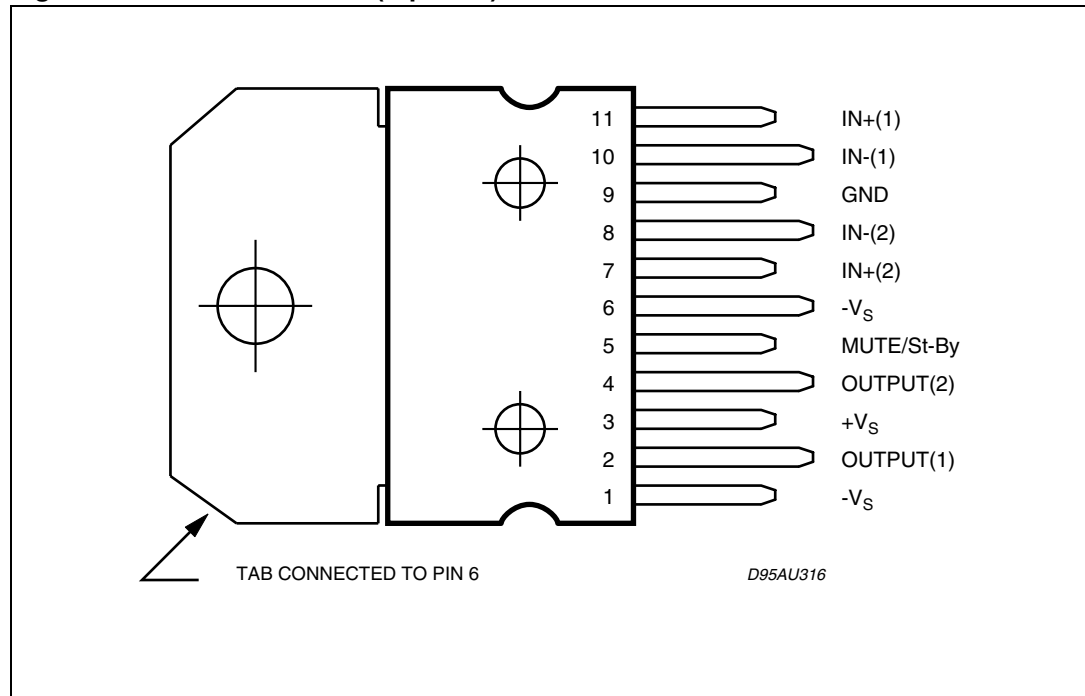 11 IN+(1)
10 IN-(1)
9 GND
8 IN-(2)
7 IN+(2)
6 -VS
5 MUTE/St-By
4 OUTPUT(2)
3 +VS
2 OUTPUT(1)
1 -VS
TAB CONNECTED TO PIN 6
D95AU316